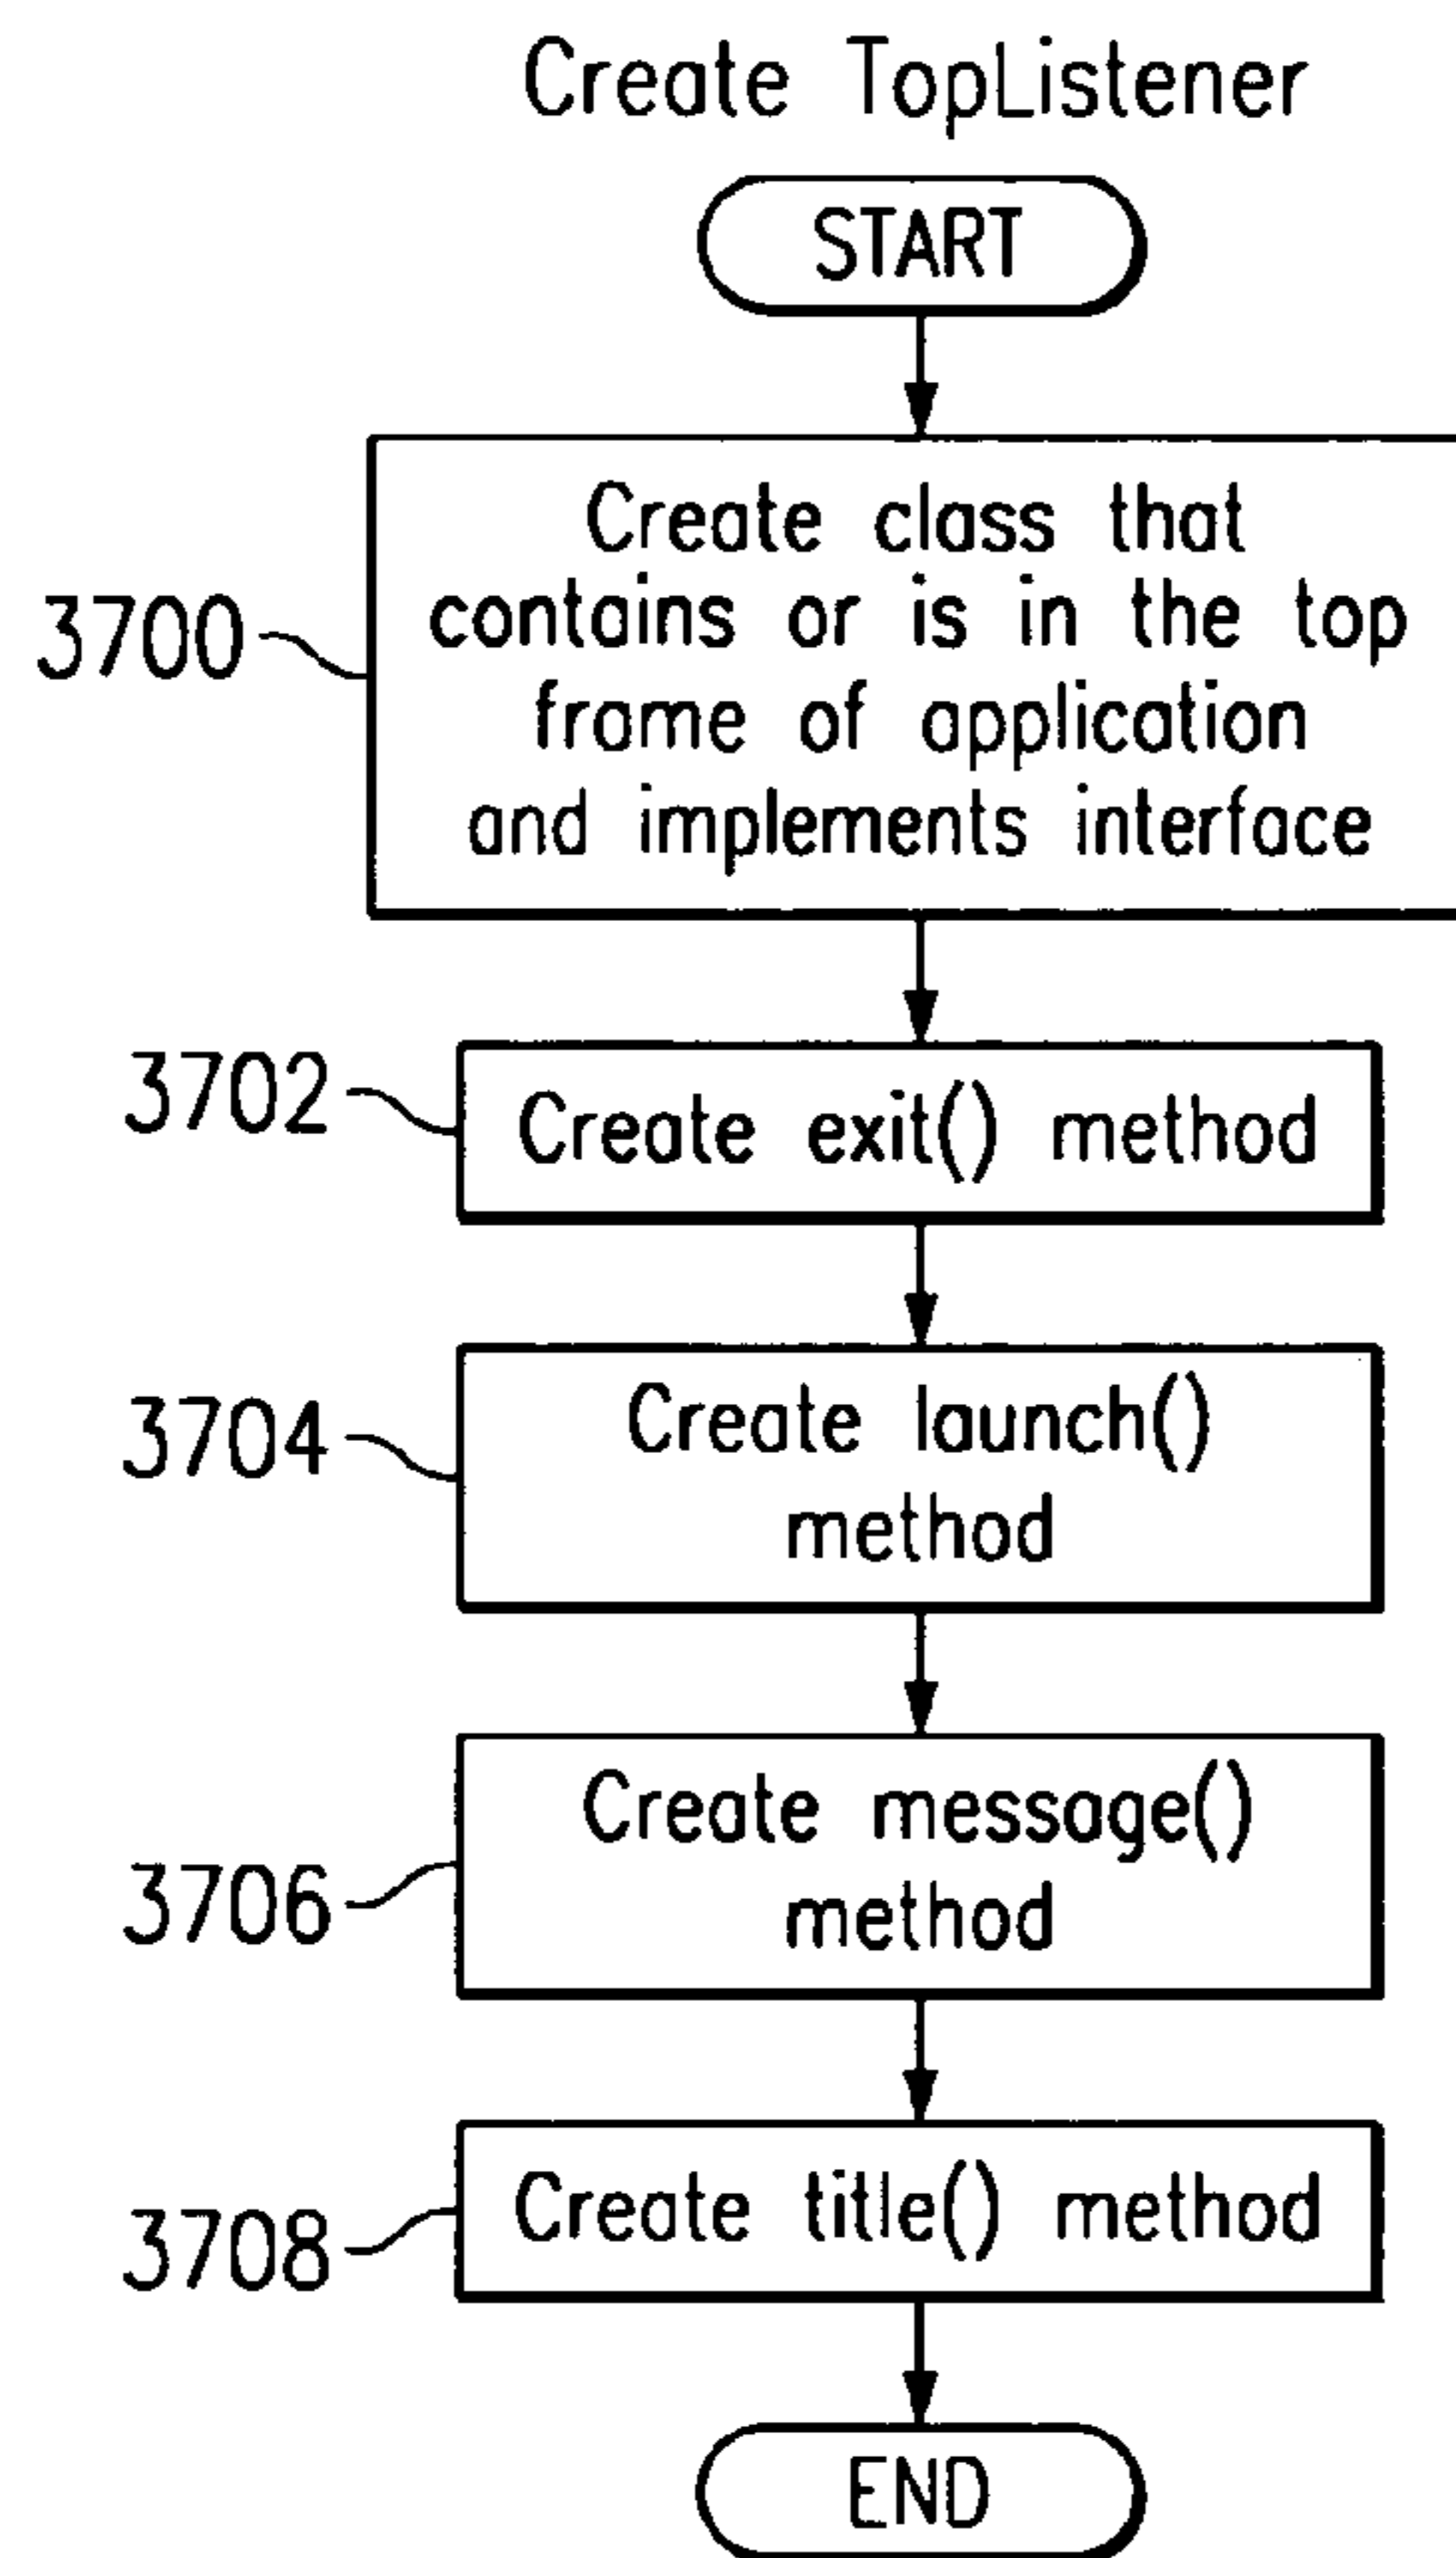 Create TopListener
START
3700
Create class that
contains or is in the top
frame of application
and implements interface
3702
Create exit() method
3704
Create launch()
method
3706
Create message()
method
3708
Create title() method
END